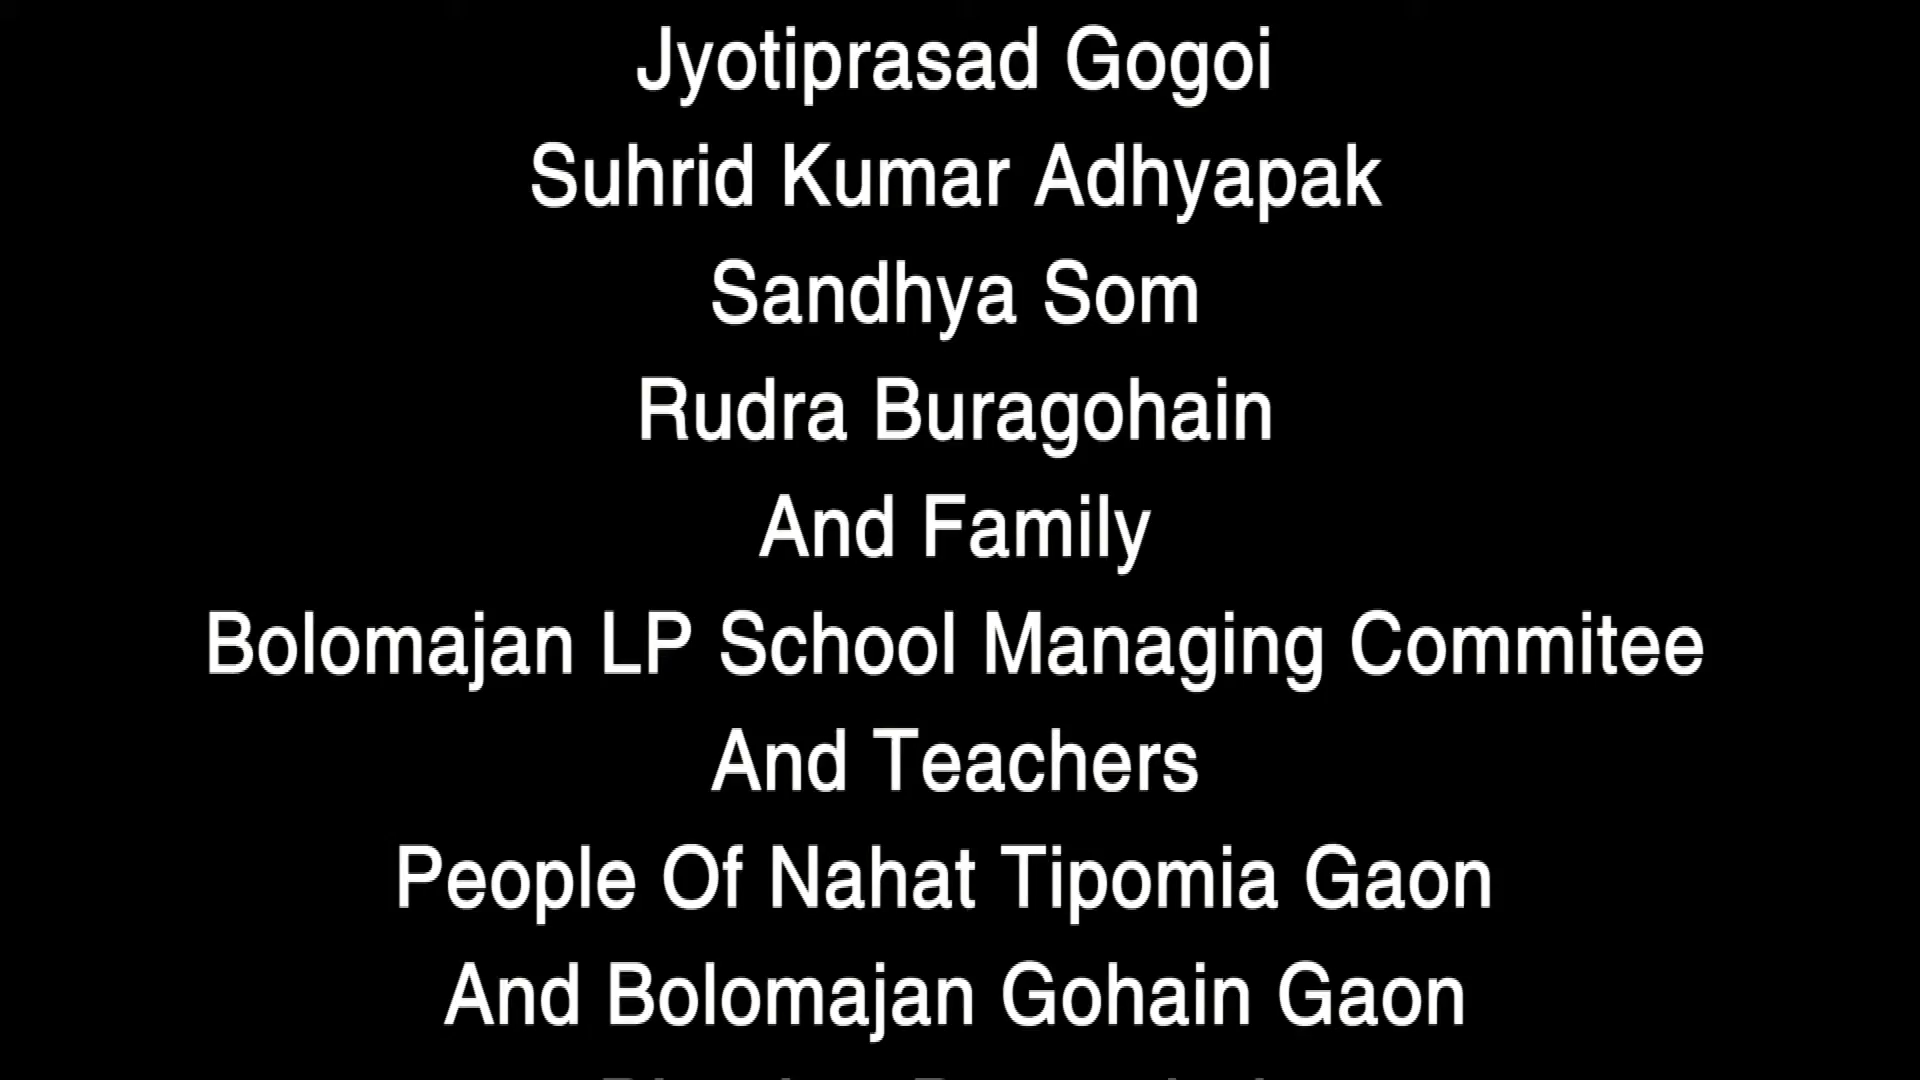 Jyotiprasad Gogoi
Suhrid Kumar Adhyapak
Sandhya Som
Rudra Buragohain
And Family
Bolomajan LP School Managing Commitee
And Teachers
People Of Nahat Tipomia Gaon
And Bolomajan Gohain Gaon